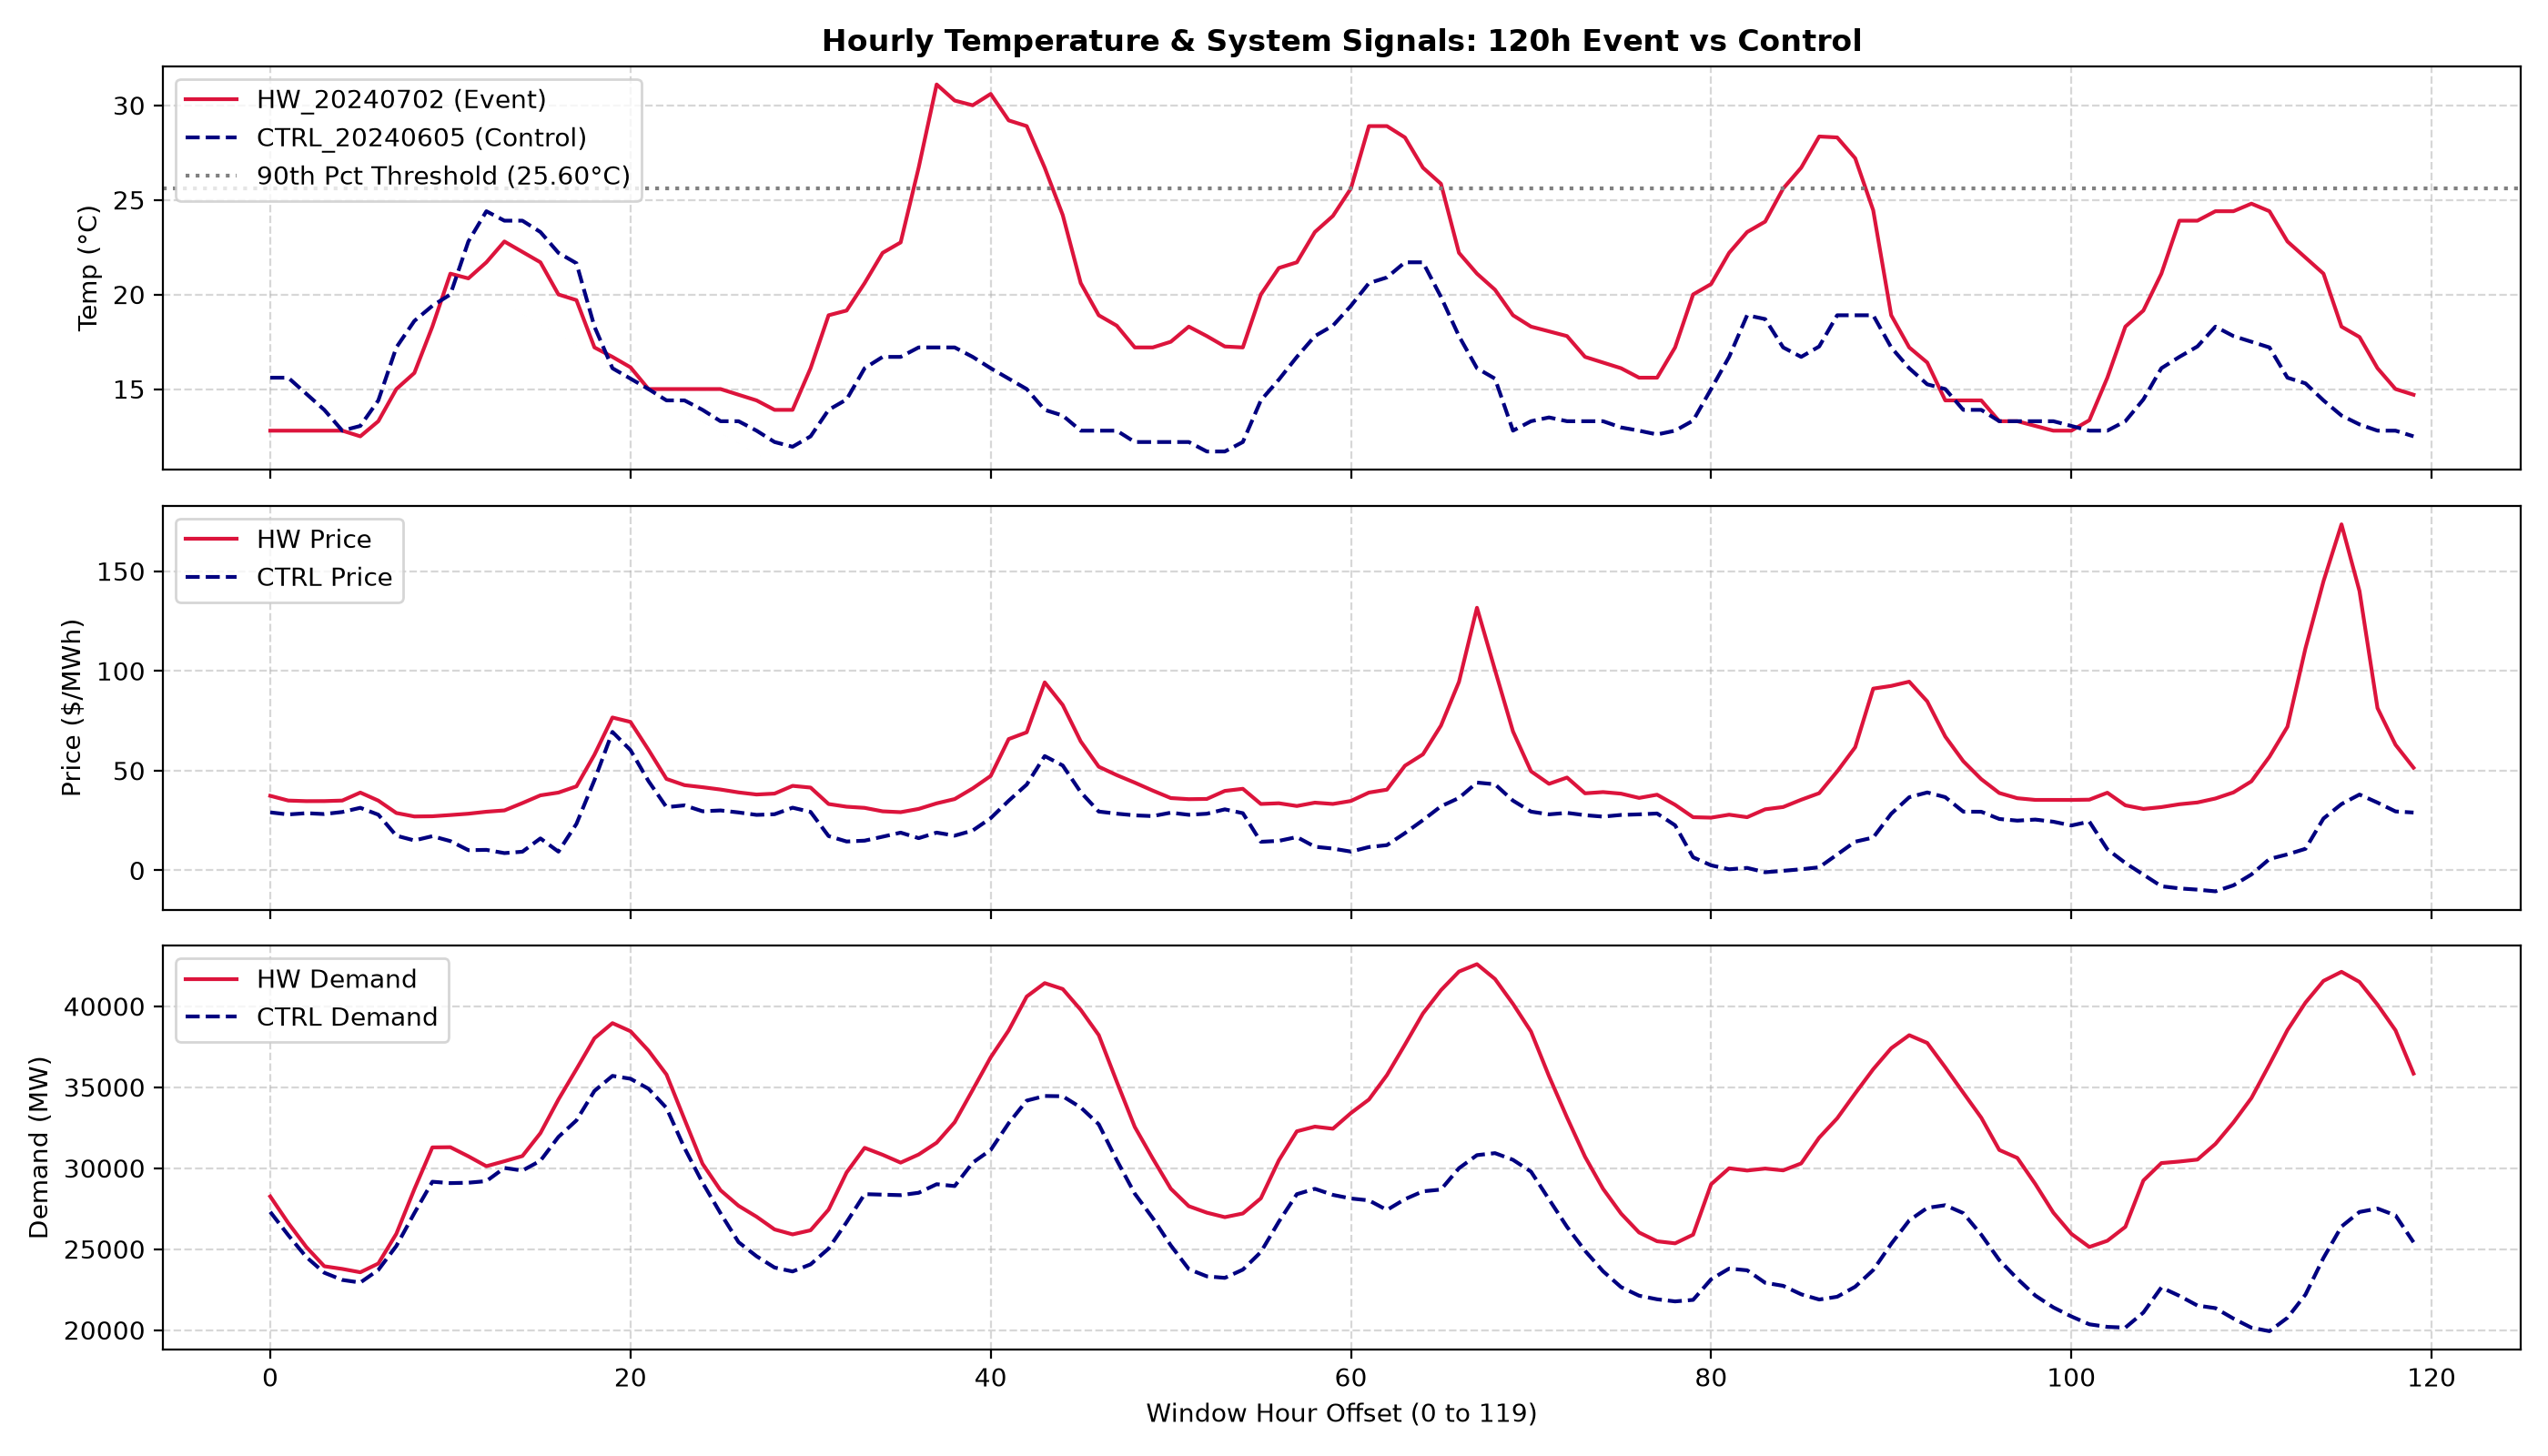 Hourly Temperature & System Signals: 120h Event vs Control
HW_20240702 (Event)
CTRL_20240605 (Control)
90th Pct Threshold (25.60°C)
30
25
20
15
Temp (°C)
HW Price
CTRL Price
150
100
50
0
Price ($/MWh)
HW Demand
CTRL Demand
40000
35000
30000
25000
20000
Demand (MW)
0 20 40 60 80 100 120
Window Hour Offset (0 to 119)